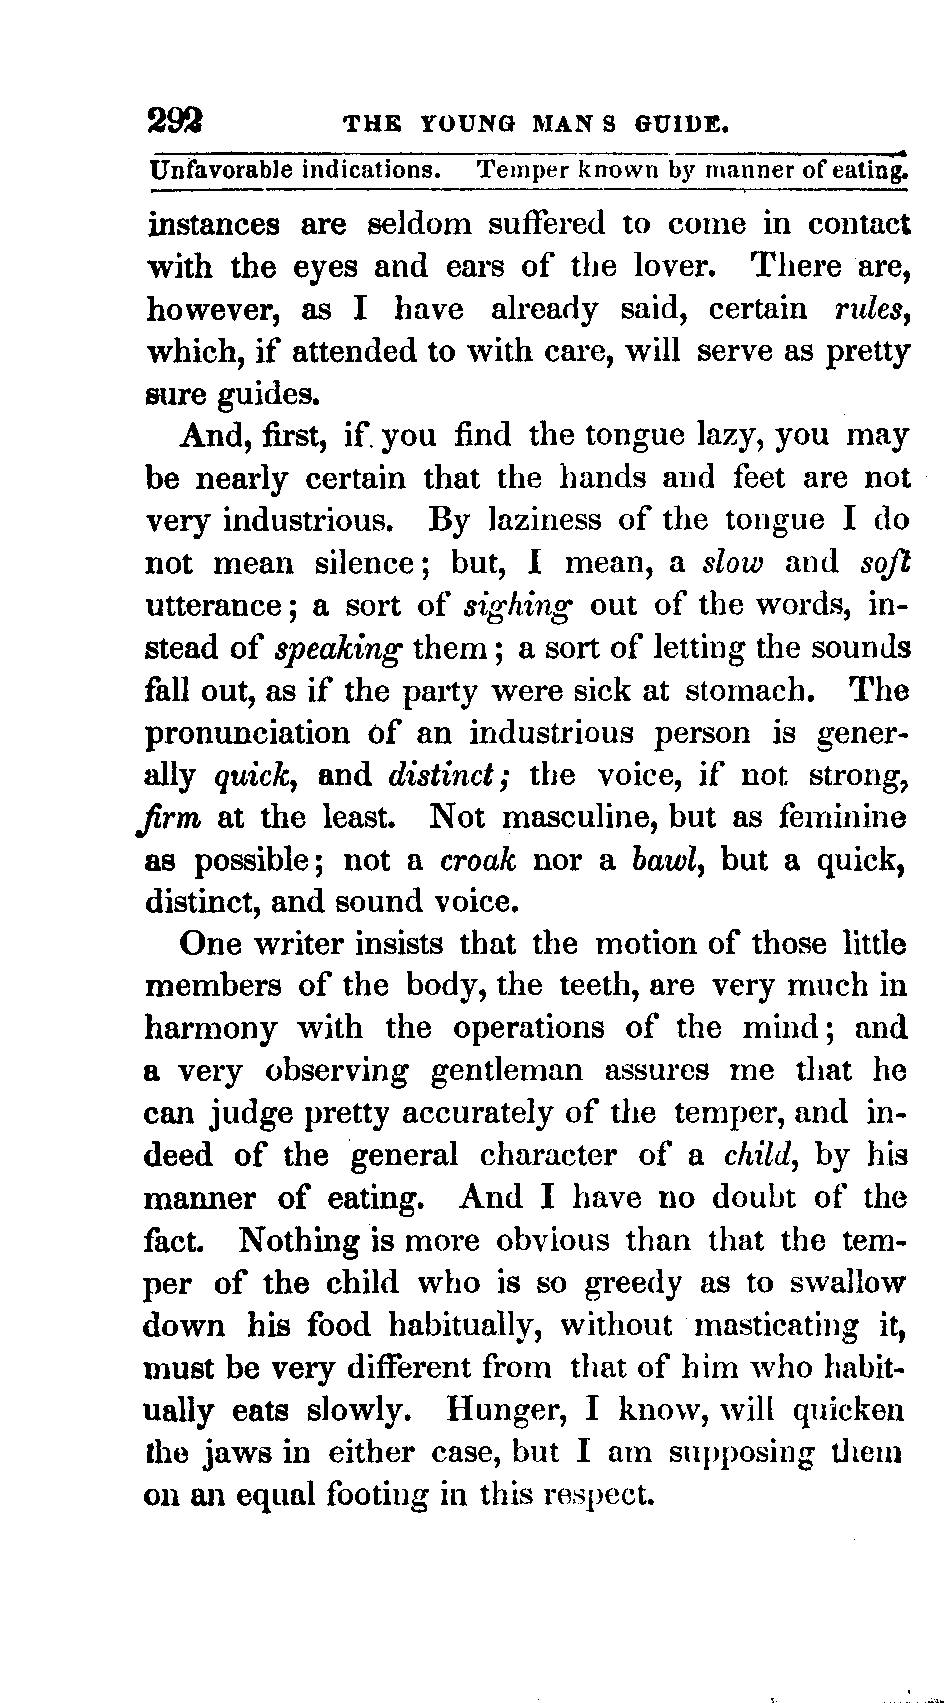 292 THE YOUNG MAN S GUIDE.
Unfavorable indications. Temper known by manner of eating.
instances are seldom suffered to come in contact
with the eyes and ears of the lover. There are,
however, as I have already said, certain rules,
which, if attended to with care, will serve as pretty
sure guides.
And, first, if you find the tongue lazy, you may
be nearly certain that the hands and feet are not
very industrious. By laziness of the tongue I do
not mean silence; but, I mean, a slow and soft
utterance; a sort of sighing out of the words, in-
stead of speaking them; a sort of letting the sounds
fall out, as if the party were sick at stomach. The
pronunciation of an industrious person is gener-
ally quick, and distinct; the voice, if not strong,
firm at the least. Not masculine, but as feminine
as possible; not a croak nor a bawl, but a quick,
distinct, and sound voice.
One writer insists that the motion of those little
members of the body, the teeth, are very much in
harmony with the operations of the mind; and
a very observing gentleman assures me that he
can judge pretty accurately of the temper, and in-
deed of the general character of a child, by his
manner of eating. And I have no doubt of the
fact. Nothing is more obvious than that the tem-
per of the child who is so greedy as to swallow
down his food habitually, without masticating it,
must be very different from that of him who habit-
ually eats slowly. Hunger, I know, will quicken
the jaws in either case, but I am supposing them
on an equal footing in this respect.